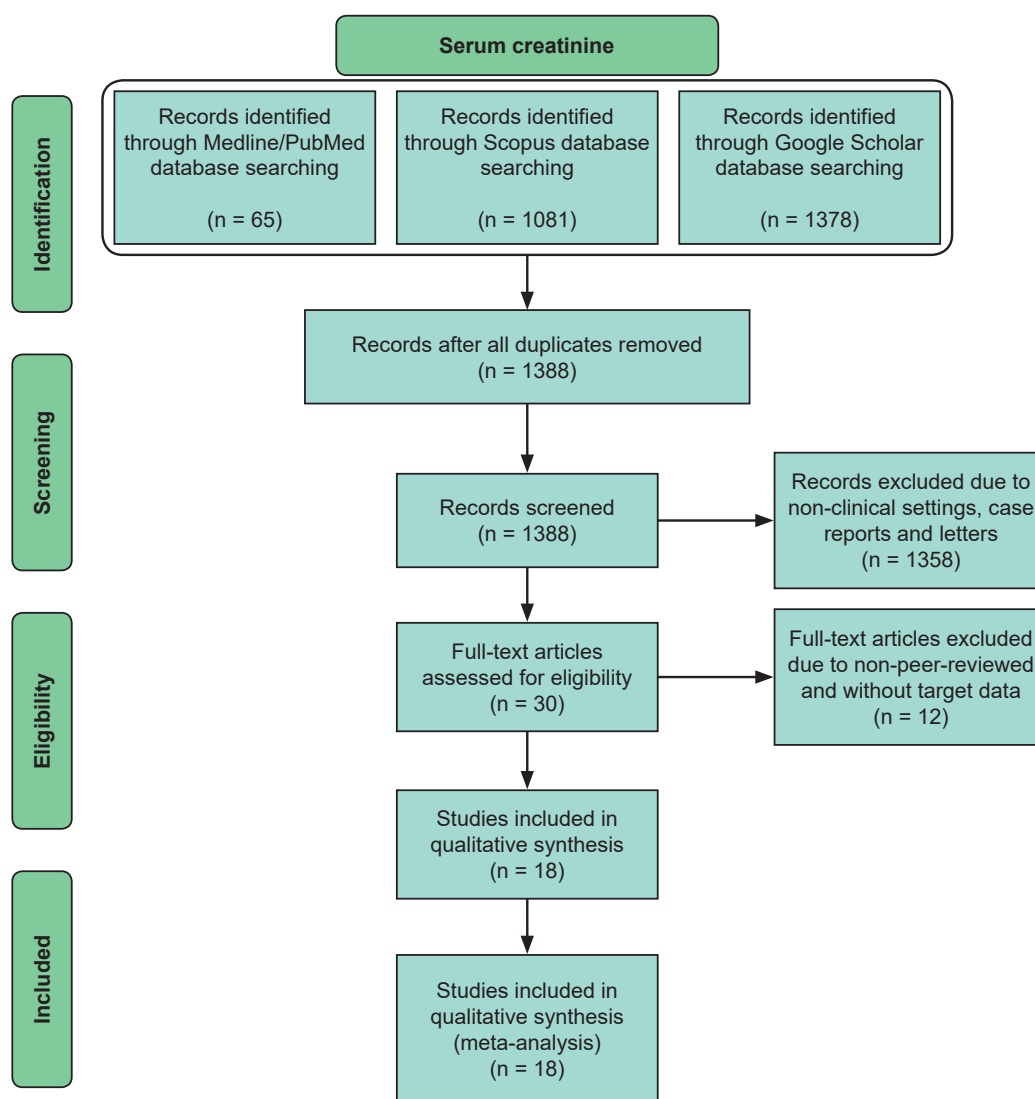 Serum creatinine
Identification
Records identified
through Medline/PubMed
database searching
(n = 65)
Records identified
through Scopus database
searching
(n = 1081)
Records identified
through Google Scholar
database searching
(n = 1378)
Records after all duplicates removed
(n = 1388)
Screening
Records screened
(n = 1388)
Records excluded due to
non-clinical settings, case
reports and letters
(n = 1358)
Eligibility
Full-text articles
assessed for eligibility
(n = 30)
Full-text articles excluded
due to non-peer-reviewed
and without target data
(n = 12)
Studies included in
qualitative synthesis
(n = 18)
Included
Studies included in
qualitative synthesis
(meta-analysis)
(n = 18)